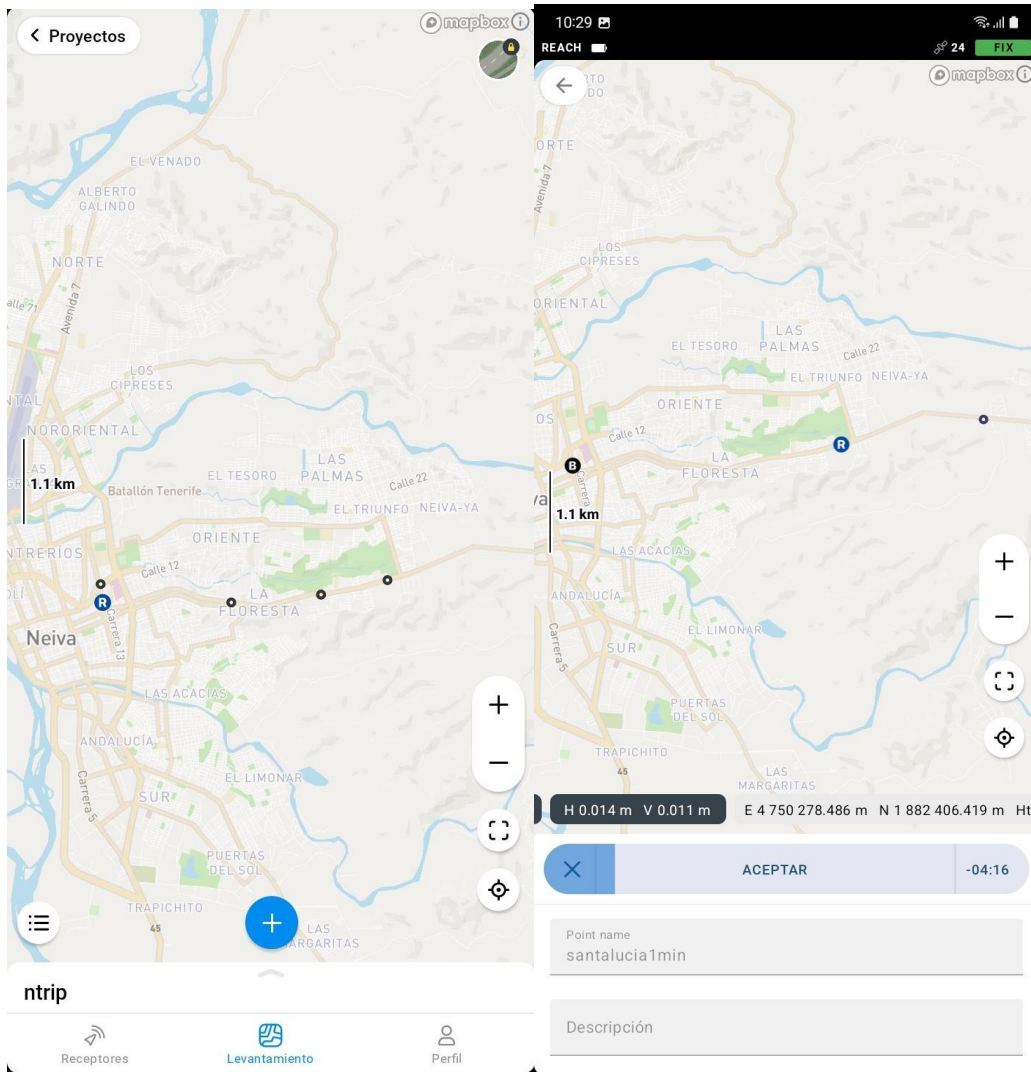 Proyectos
mapbox
EL VENADO
ALBERTO
GALINDO
NORTE
Avenida 7
LOS
CIPRESES
NORORIENTAL
1.1 km
Batallón Tenerife
EL TESORO
LAS
PALMAS
Calle 22
EL TRIUNFO
NEIVA-YA
ORIENTE
Calle 12
LA
FLORESTA
R
Carrera 13
Neiva
LAS ACACIAS
ANDALUCÍA
Carrera 5
EL LIMONAR
SUR
PUERTAS
DEL SOL
TRAPICHITO
45
LAS
MARGARITAS
ntrip
Receptores
Levantamiento
Perfil
10:29
REACH
24
FIX
mapbox
ORTE
Avenida 7
LOS
CIPRESES
ORIENTAL
LAS
PALMAS
EL TESORO
Calle 22
EL TRIUNFO
NEIVA-YA
ORIENTE
Calle 12
R
B
LA
FLORESTA
1.1 km
LAS ACACIAS
ANDALUCÍA
Carrera 5
EL LIMONAR
SUR
PUERTAS
DEL SOL
TRAPICHITO
45
LAS
MARGARITAS
H 0.014 m V 0.011 m
E 4 750 278.486 m N 1 882 406.419 m Ht
ACEPTAR
-04:16
Point name
santalucia1min
Descripción